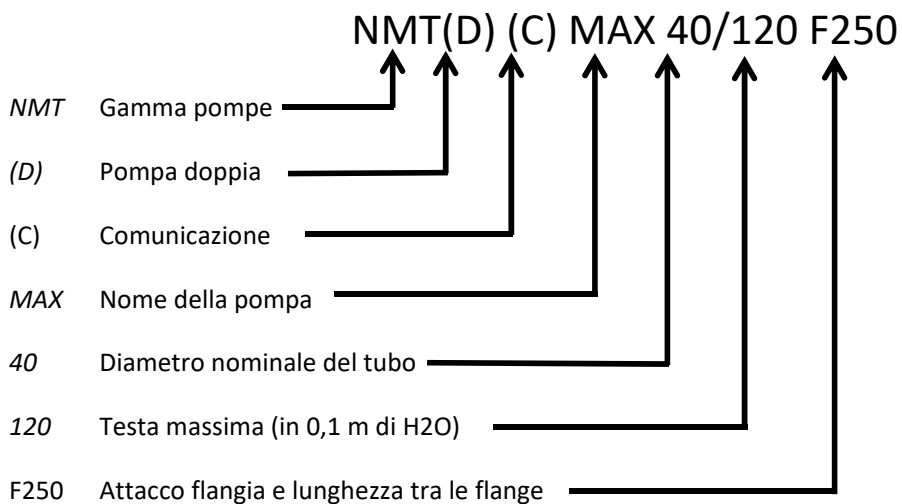 NMT(D) (C) MAX 40/120 F250
NMT Gamma pompe
(D) Pompa doppia
(C) Comunicazione
MAX Nome della pompa
40 Diametro nominale del tubo
120 Testa massima (in 0,1 m di H2O)
F250 Attacco flangia e lunghezza tra le flange